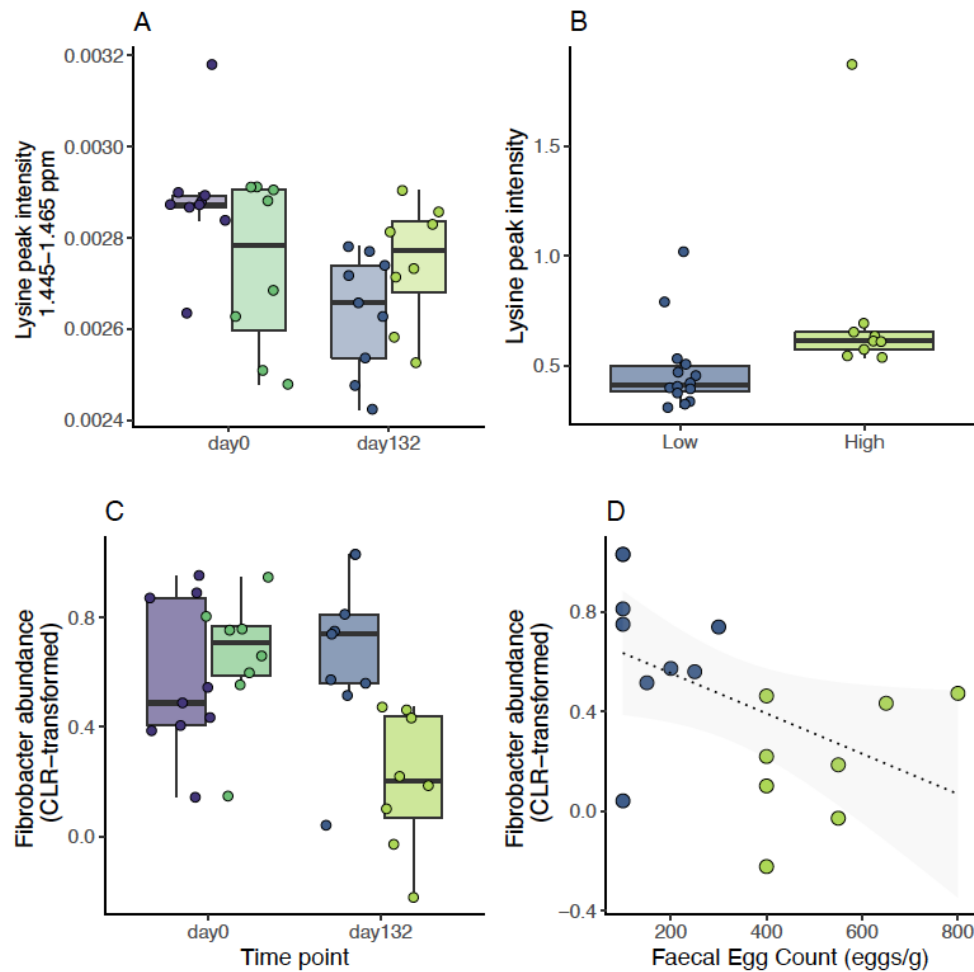 A
Lysine peak intensity
1.445−1.465 ppm
0.0032
0.0030
0.0028
0.0026
0.0024
day0
day132
B
Lysine peak intensity
1.5
1.0
0.5
Low
High
C
Fibrobacter abundance
(CLR−transformed)
0.8
0.4
0.0
day0
day132
Time point
D
Fibrobacter abundance
(CLR−transformed)
0.8
0.4
0.0
−0.4
200
400
600
800
Faecal Egg Count (eggs/g)